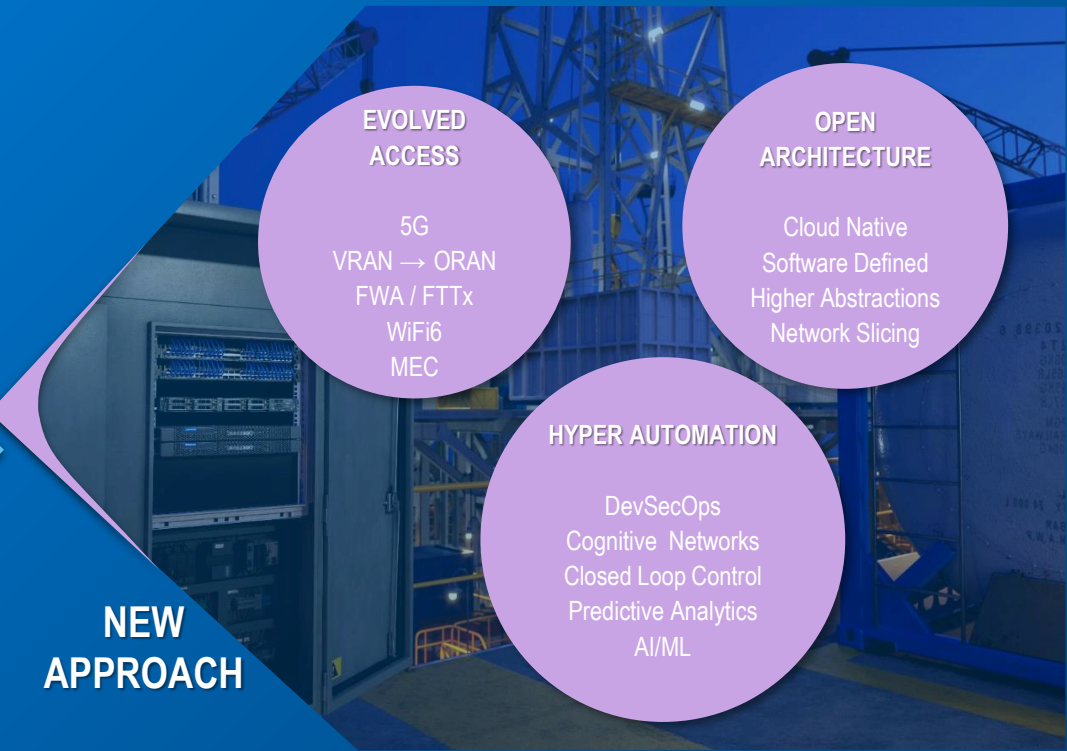 EVOLVED
ACCESS
5G
VRAN → ORAN
FWA / FTTx
WiFi6
MEC
OPEN
ARCHITECTURE
Cloud Native
Software Defined
Higher Abstractions
Network Slicing
HYPER AUTOMATION
DevSecOps
Cognitive Networks
Closed Loop Control
Predictive Analytics
AI/ML
NEW
APPROACH